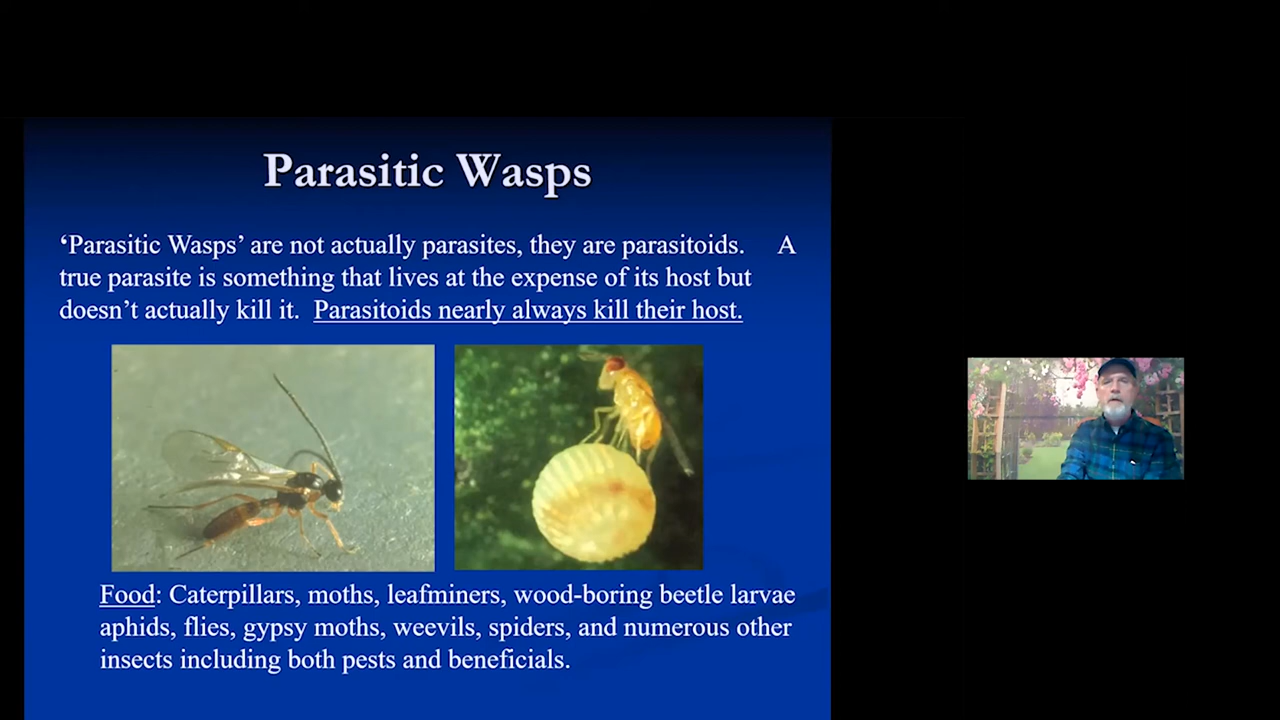 Parasitic Wasps
‘Parasitic Wasps’ are not actually parasites, they are parasitoids. A
true parasite is something that lives at the expense of its host but
doesn’t actually kill it. Parasitoids nearly always kill their host.
Food: Caterpillars, moths, leafminers, wood-boring beetle larvae
aphids, flies, gypsy moths, weevils, spiders, and numerous other
insects including both pests and beneficials.